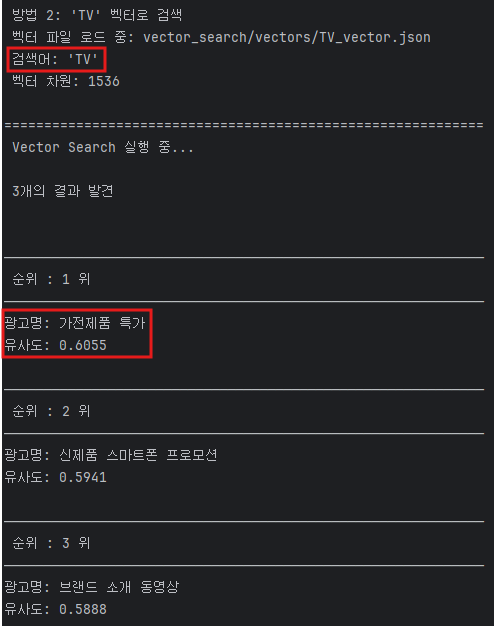 방법 2: 'TV' 벡터로 검색
벡터 파일 로드 중: vector_search/vectors/TV_vector.json
검색어: 'TV'
벡터 차원: 1536
============================================================
Vector Search 실행 중...
3개의 결과 발견
순위 : 1 위
광고명: 가전제품 특가
유사도: 0.6055
순위 : 2 위
광고명: 신제품 스마트폰 프로모션
유사도: 0.5941
순위 : 3 위
광고명: 브랜드 소개 동영상
유사도: 0.5888